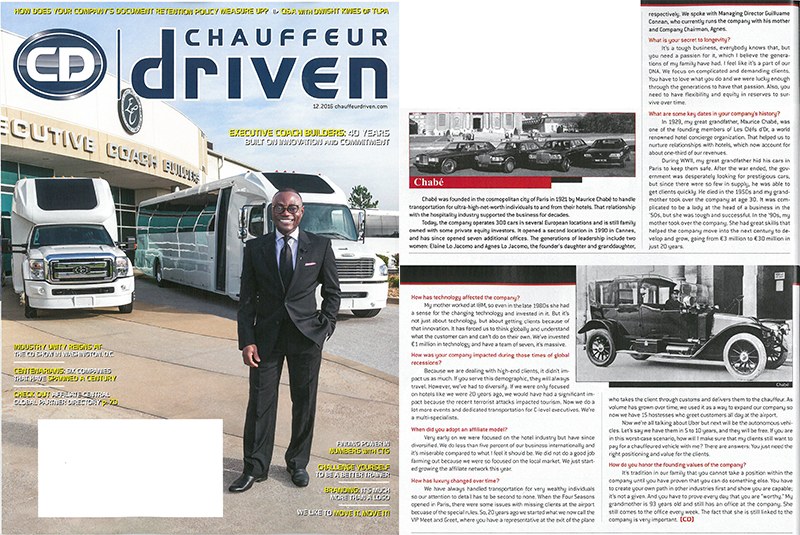 HOW DOES YOUR COMPANY'S DOCUMENT RETENTION POLICY MEASURE UP? & Q&A WITH DWIGHT KINES OF TLPA
CD
CHAUFFEUR
driven
12.2016 chauffeurdriven.com
EXECUTIVE COACH BUILDERS: 40 YEARS
BUILT ON INNOVATION AND COMMITMENT
ECUTIVE COACH BUILDERS
INDUSTRY UNITY REIGNS AT
THE CD SHOW IN WASHINGTON, D.C.
CENTENARIANS: SIX COMPANIES
THAT HAVE SPANNED A CENTURY
CHECK OUT AFFILIATE CENTRAL
GLOBAL PARTNER DIRECTORY
FINDING POWER IN
NUMBERS WITH CTG
CHALLENGE YOURSELF
TO BE A BETTER TRAINER
BRANDING: IT'S MUCH
MORE THAN A LOGO
WE LIKE TO MOVE IT, MOVE IT!
Chabé
Chabé was founded in the cosmopolitan city of Paris in 1921 by Maurice Chabé to handle
transportation for ultra-high-net-worth individuals to and from their hotels. That relationship
with the hospitality industry supported the business for decades.
Today, the company operates 300 cars in several European locations and is still family
owned with some private equity investors. It opened a second location in 1990 in Cannes,
and has since opened seven additional offices. The generations of leadership include two
women: Elaine Lo Jacomo and Agnes Lo Jacomo, the founder's daughter and granddaughter,
respectively. We spoke with Managing Director Guillaume
Connan, who currently runs the company with his mother
and Company Chairman, Agnes.
What is your secret to longevity?
It's a tough business, everybody knows that, but
you need a passion for it, which I believe the genera-
tions of my family have had. I feel like it's a part of our
DNA. We focus on complicated and demanding clients.
You have to love what you do and we were lucky enough
through the generations to have that passion. Also, you
need to have flexibility and equity in reserves to sur-
vive over time.
What are some key dates in your company's history?
In 1929, my great grandfather, Maurice Chabé, was
one of the founding members of Les Clefs d'Or, a world
renowned hotel concierge organization. That helped us to
nurture relationships with hotels, which now account for
about one-third of our revenues.
During WWII, my great grandfather hid his cars in
Paris to keep them safe. After the war ended, the gov-
ernment was desperately looking for prestigious cars,
but since there were so few in supply, he was able to
get clients quickly. He died in the 1950s and my grand-
mother took over the company at age 30. It was com-
plicated to be a lady at the head of a business in the
'50s, but she was tough and successful. In the '90s, my
mother took over the company. She had great skills that
helped the company move into the next century to de-
velop and grow, going from €3 million to €30 million in
just 20 years.
How has technology affected the company?
My mother worked at IBM, so even in the late 1980s she had
a sense for the changing technology and invested in it. But it's
not just about technology, but about getting clients because of
that innovation. It has forced us to think globally and understand
what the customer can and can't do on their own. We've invested
€1 million in technology and have a team of seven, it's massive.
How was your company impacted during those times of global
recessions?
Because we are dealing with high-end clients, it didn't im-
pact us as much. If you serve this demographic, they will always
travel. However, we've had to diversify. If we were only focused
on hotels like we were 20 years ago, we would have had a significant im-
pact because the recent terrorist attacks impacted tourism. Now we do a
lot more events and dedicated transportation for C-level executives. We're
a multi-specialists.
When did you adopt an affiliate model?
Very early on we were focused on the hotel industry but have since
diversified. We do less than five percent of our business internationally and
it's miserable compared to what I feel it should be. We did not do a good job
farming out because we were so focused on the local market. We just start-
ed growing the affiliate network this year.
How has luxury changed over time?
We have always handled transportation for very wealthy individuals
so our attention to detail has to be second to none. When the Four Seasons
opened in Paris, there were some issues with missing clients at the airport
because of the special rules. So, 20 years ago we started what we now call the
VIP Meet and Greet, where you have a representative at the exit of the plane
Chabé
who takes the client through customs and delivers them to the chauffeur. As
volume has grown over time, we used it as a way to expand our company so
now we have 15 hostesses who greet customers all day at the airport.
Now we're all talking about Uber but next will be the autonomous vehi-
cles. Let's say we have them in 5 to 10 years, and they will be free. If you are
in this worst-case scenario, how will I make sure that my clients still want to
pay for a chauffeured vehicle with me? There are answers. You just need the
right positioning and value for the clients.
How do you honor the founding values of the company?
It's tradition in our family that you cannot take a position within the
company until you have proven that you can do something else. You have
to create your own path in other industries first and show you are capable;
it's not a given. And you have to prove every day that you are "worthy." My
grandmother is 93 years old and still has an office at the company. She
still comes to the office every week. The fact that she is still linked to the
company is very important. [CD]